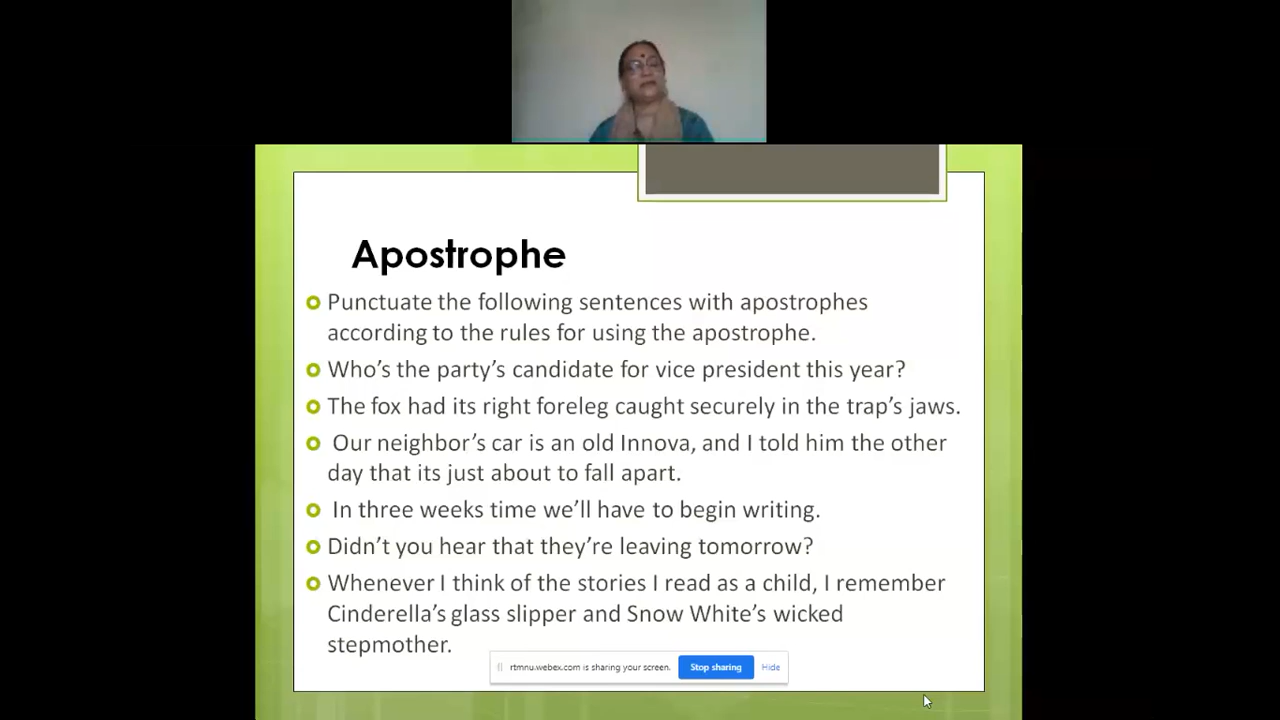 Apostrophe
Punctuate the following sentences with apostrophes
according to the rules for using the apostrophe.
Who’s the party’s candidate for vice president this year?
The fox had its right foreleg caught securely in the trap’s jaws.
Our neighbor’s car is an old Innova, and I told him the other
day that its just about to fall apart.
In three weeks time we’ll have to begin writing.
Didn’t you hear that they’re leaving tomorrow?
Whenever I think of the stories I read as a child, I remember
Cinderella’s glass slipper and Snow White’s wicked
stepmother.
rtmnu.webex.com is sharing your screen. Stop sharing Hide